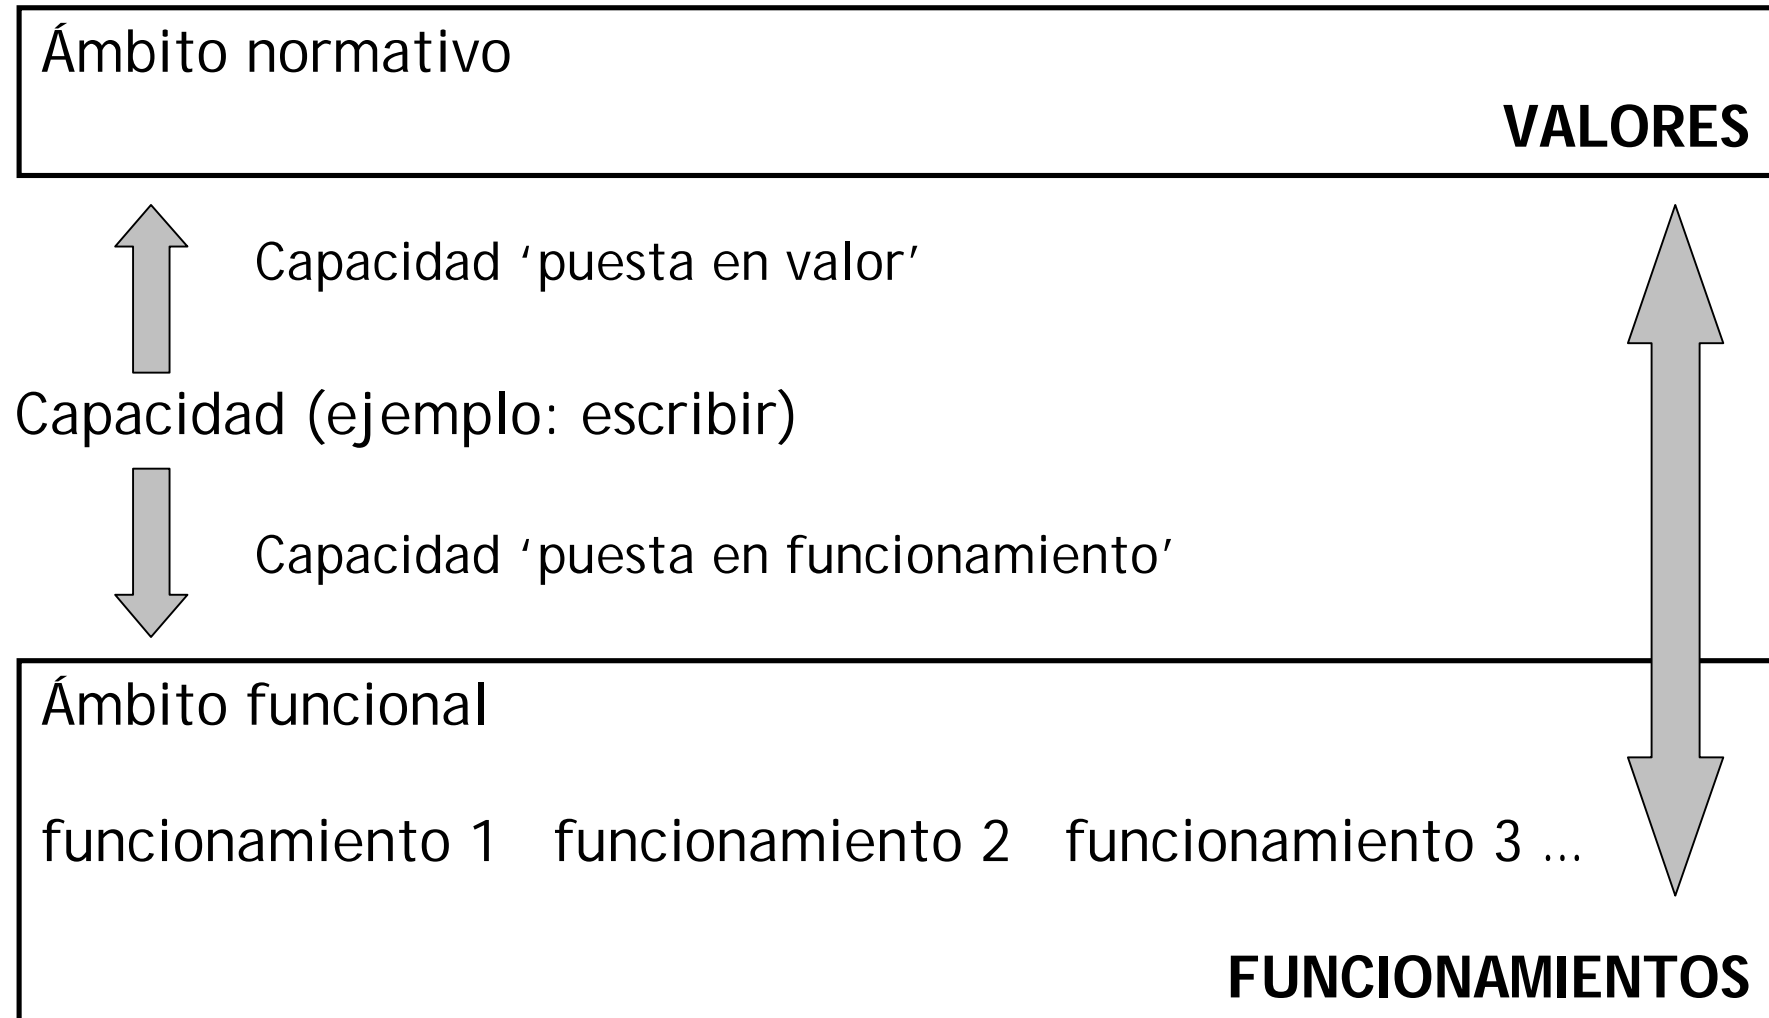 Ámbito normativo
VALORES
Capacidad ‘puesta en valor’
Capacidad (ejemplo: escribir)
Capacidad ‘puesta en funcionamiento’
Ámbito funcional
funcionamiento 1 funcionamiento 2 funcionamiento 3 ...
FUNCIONAMIENTOS